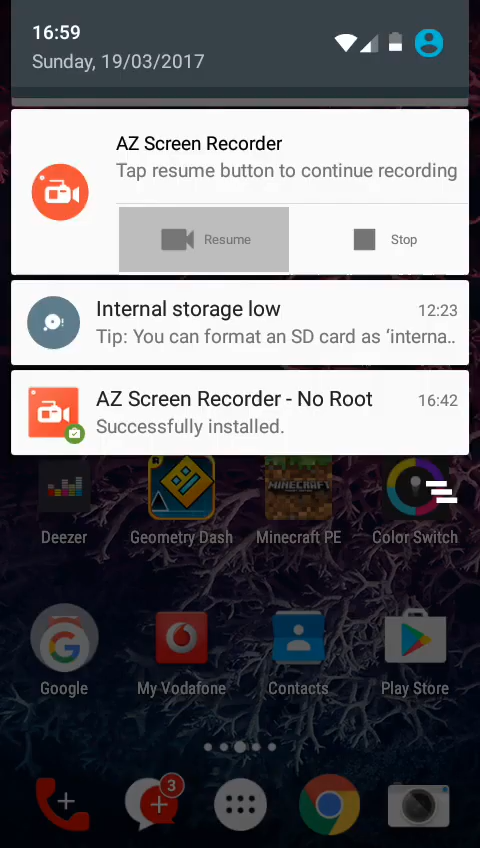 16:59
Sunday, 19/03/2017
AZ Screen Recorder
Tap resume button to continue recording
Resume
Stop
Internal storage low
12:23
Tip: You can format an SD card as ‘interna..
AZ Screen Recorder - No Root
16:42
Successfully installed.
MINECRAFT
Deezer
Geometry Dash
Minecraft PE
Color Switch
G
Google
My Vodafone
Contacts
Play Store
3